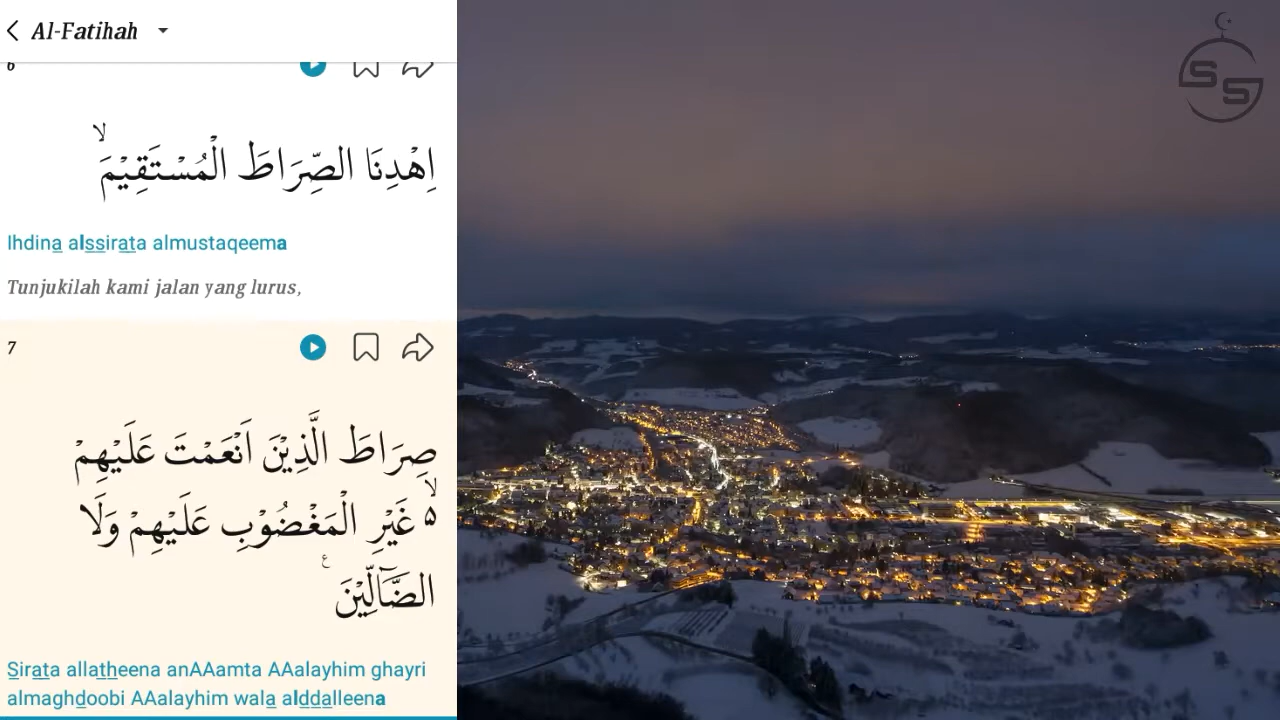 Al-Fatihah
6
اِهْدِنَا الصِّرَاطَ الْمُسْتَقِيْمَ ۙ
Ihdina alssirata almustaqeema
Tunjukilah kami jalan yang lurus,
7
صِرَاطَ الَّذِيْنَ اَنْعَمْتَ عَلَيْهِمْ
ەۙ غَيْرِ الْمَغْضُوْبِ عَلَيْهِمْ وَلَا
الضَّاۤلِّيْنَ ࣖ
Sirata allatheena anAAamta AAalayhim ghayri
almaghdoobi AAalayhim wala alddalleena
SS